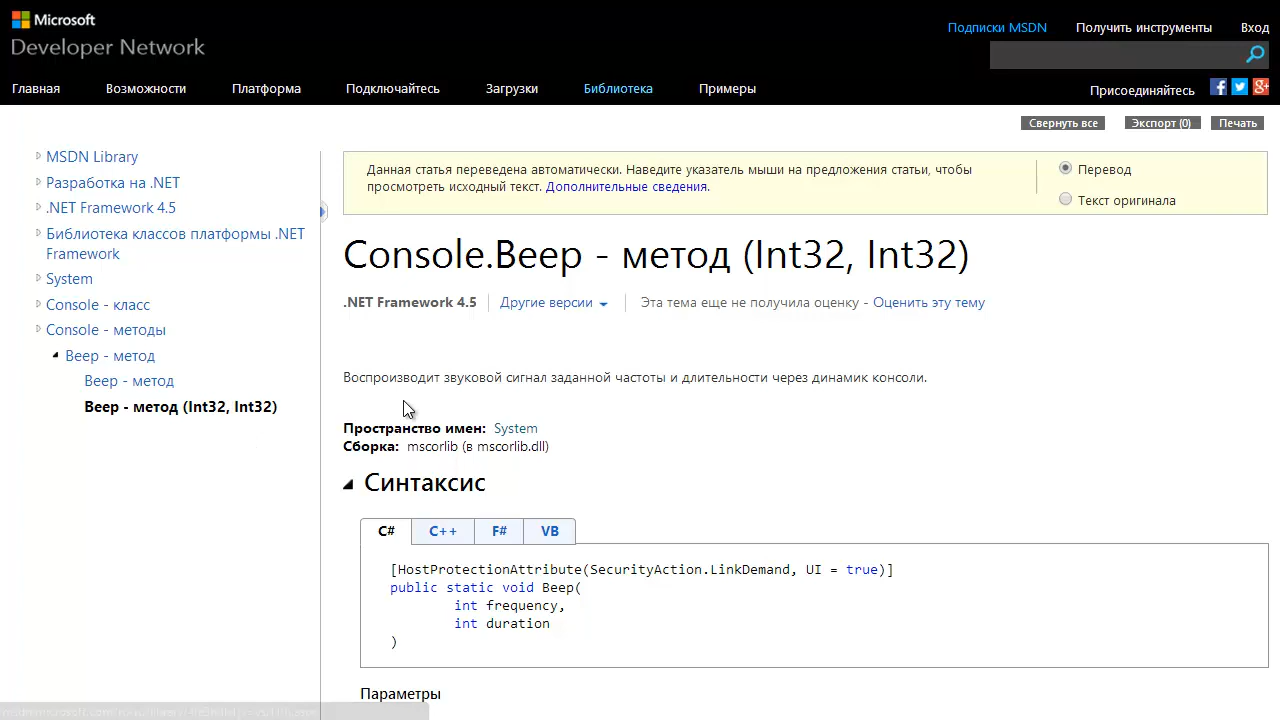 Microsoft
Developer Network
Подписки MSDN
Получить инструменты
Вход
Главная
Возможности
Платформа
Подключайтесь
Загрузки
Библиотека
Примеры
Присоединяйтесь
Свернуть все
Экспорт (0)
Печать
MSDN Library
Разработка на .NET
.NET Framework 4.5
Библиотека классов платформы .NET
Framework
System
Console - класс
Console - методы
Beep - метод
Beep - метод
Beep - метод (Int32, Int32)
Данная статья переведена автоматически. Наведите указатель мыши на предложения статьи, чтобы
просмотреть исходный текст. Дополнительные сведения.
Перевод
Текст оригинала
Console.Beep - метод (Int32, Int32)
.NET Framework 4.5
Другие версии
Эта тема еще не получила оценку - Оценить эту тему
Воспроизводит звуковой сигнал заданной частоты и длительности через динамик консоли.
Пространство имен: System
Сборка: mscorlib (в mscorlib.dll)
Синтаксис
C#
C++
F#
VB
[HostProtectionAttribute(SecurityAction.LinkDemand, UI = true)]
public static void Beep(
int frequency,
int duration
)
Параметры